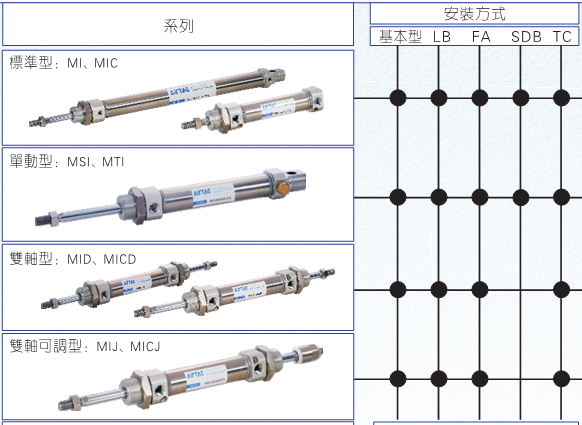 系列
安裝方式
基本型 LB FA SDB TC
標準型：MI、MIC
單動型：MSI、MTI
雙軸型：MID、MICD
雙軸可調型：MIJ、MICJ